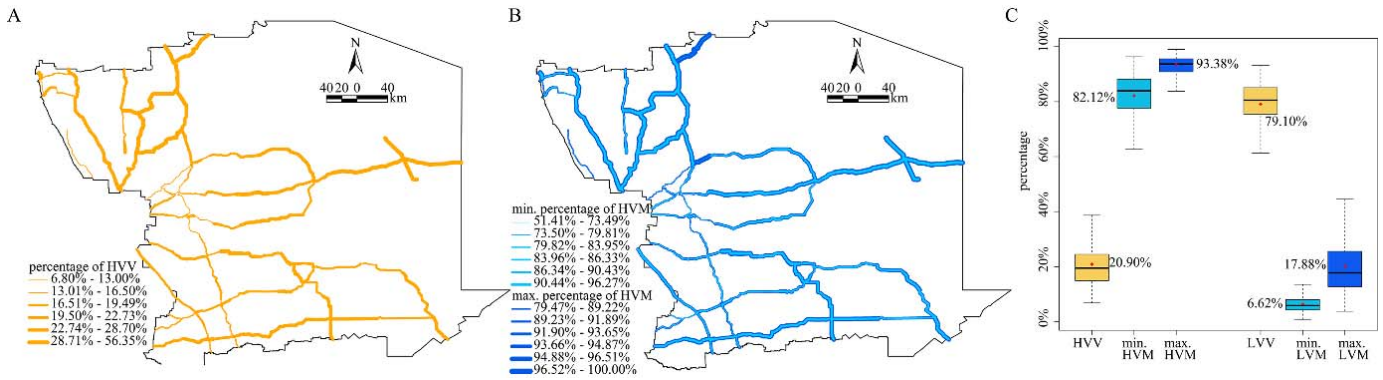 A
N
40 20 0 40
km
percentage of HVV
6.80% - 13.00%
13.01% - 16.50%
16.51% - 19.49%
19.50% - 22.73%
22.74% - 28.70%
28.71% - 56.35%
B
N
40 20 0 40
km
min. percentage of HVM
51.41% - 73.49%
73.50% - 79.81%
79.82% - 83.95%
83.96% - 86.33%
86.34% - 90.43%
90.44% - 96.27%
max. percentage of HVM
79.47% - 89.22%
89.23% - 91.89%
91.90% - 93.65%
93.66% - 94.87%
94.88% - 96.51%
96.52% - 100.00%
C
percentage
100%
80%
60%
40%
20%
0%
93.38%
82.12%
79.10%
20.90%
17.88%
6.62%
HVV
min.
HVM
max.
HVM
LVV
min.
LVM
max.
LVM